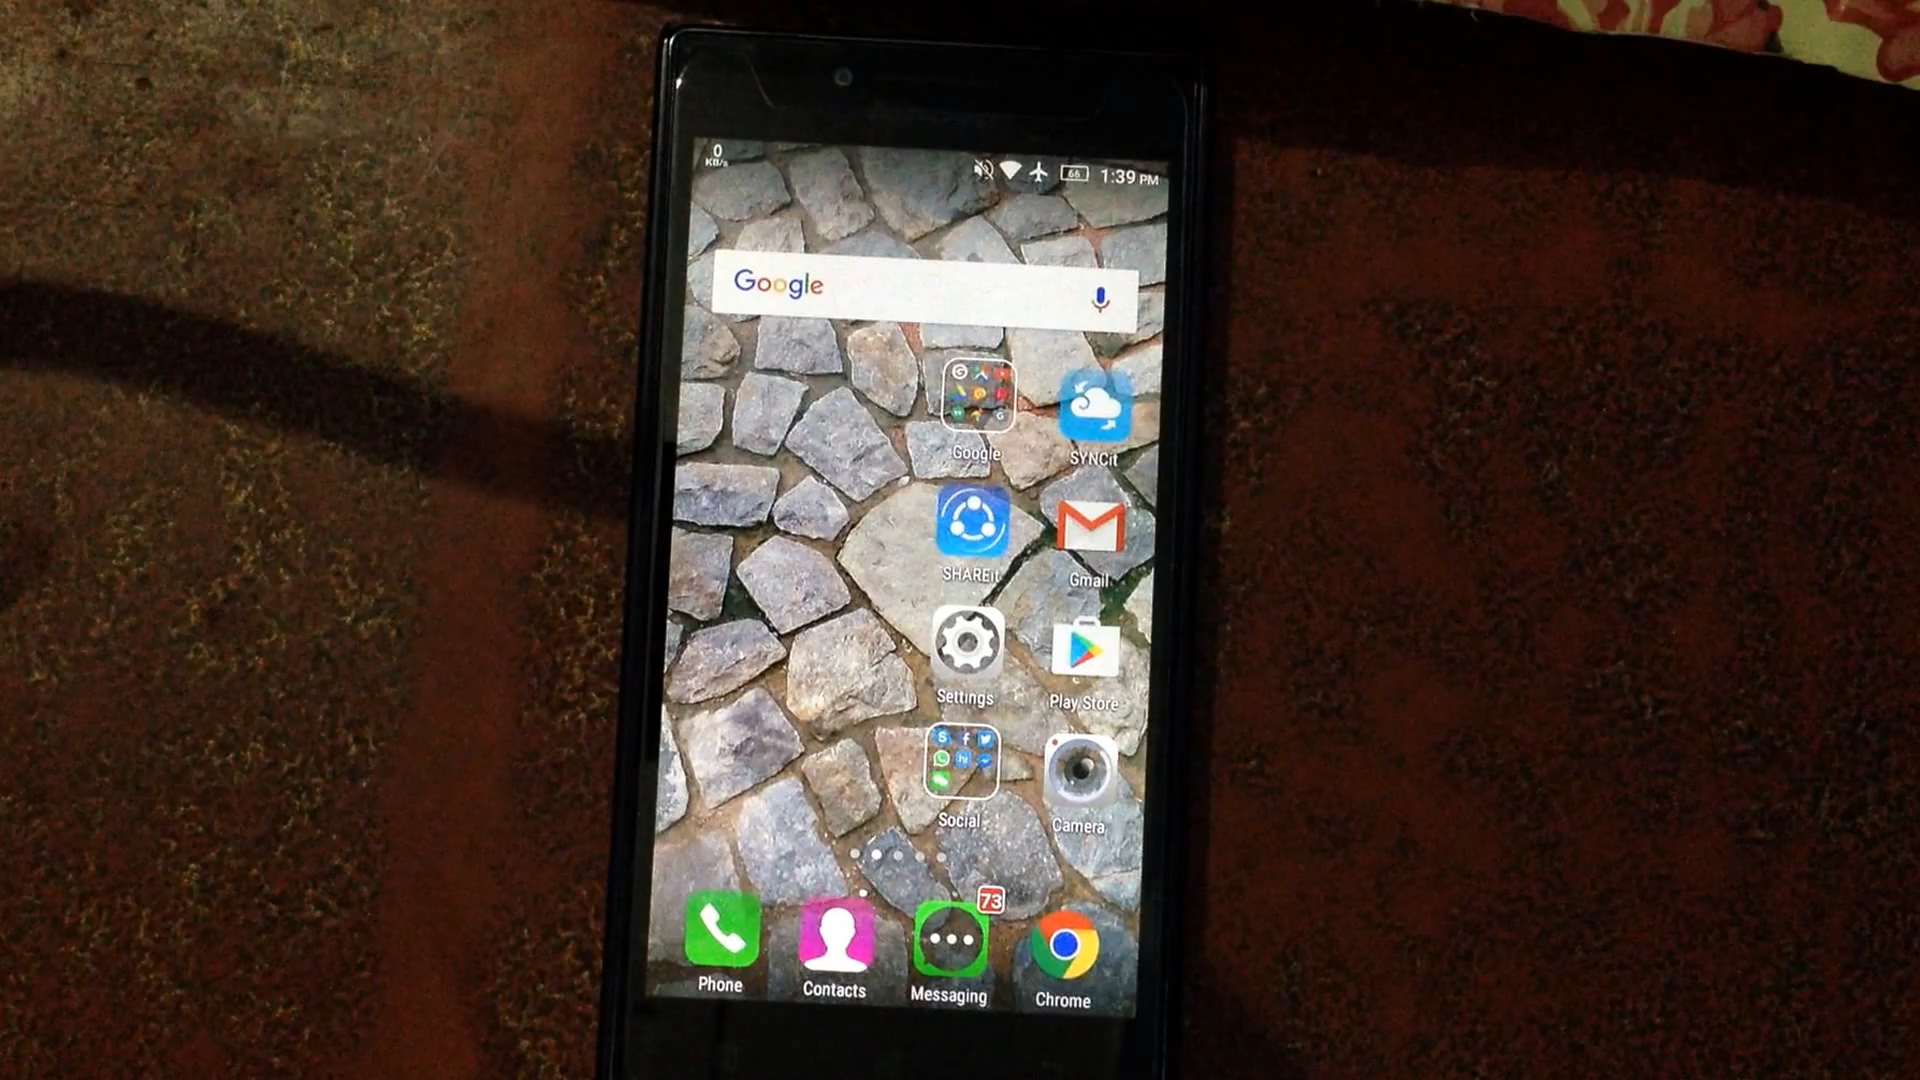 0
KB/s
66
1:39 PM
Google
Google
SYNCit
SHAREit
Gmail
Settings
Play Store
Social
Camera
73
Phone
Contacts
Messaging
Chrome